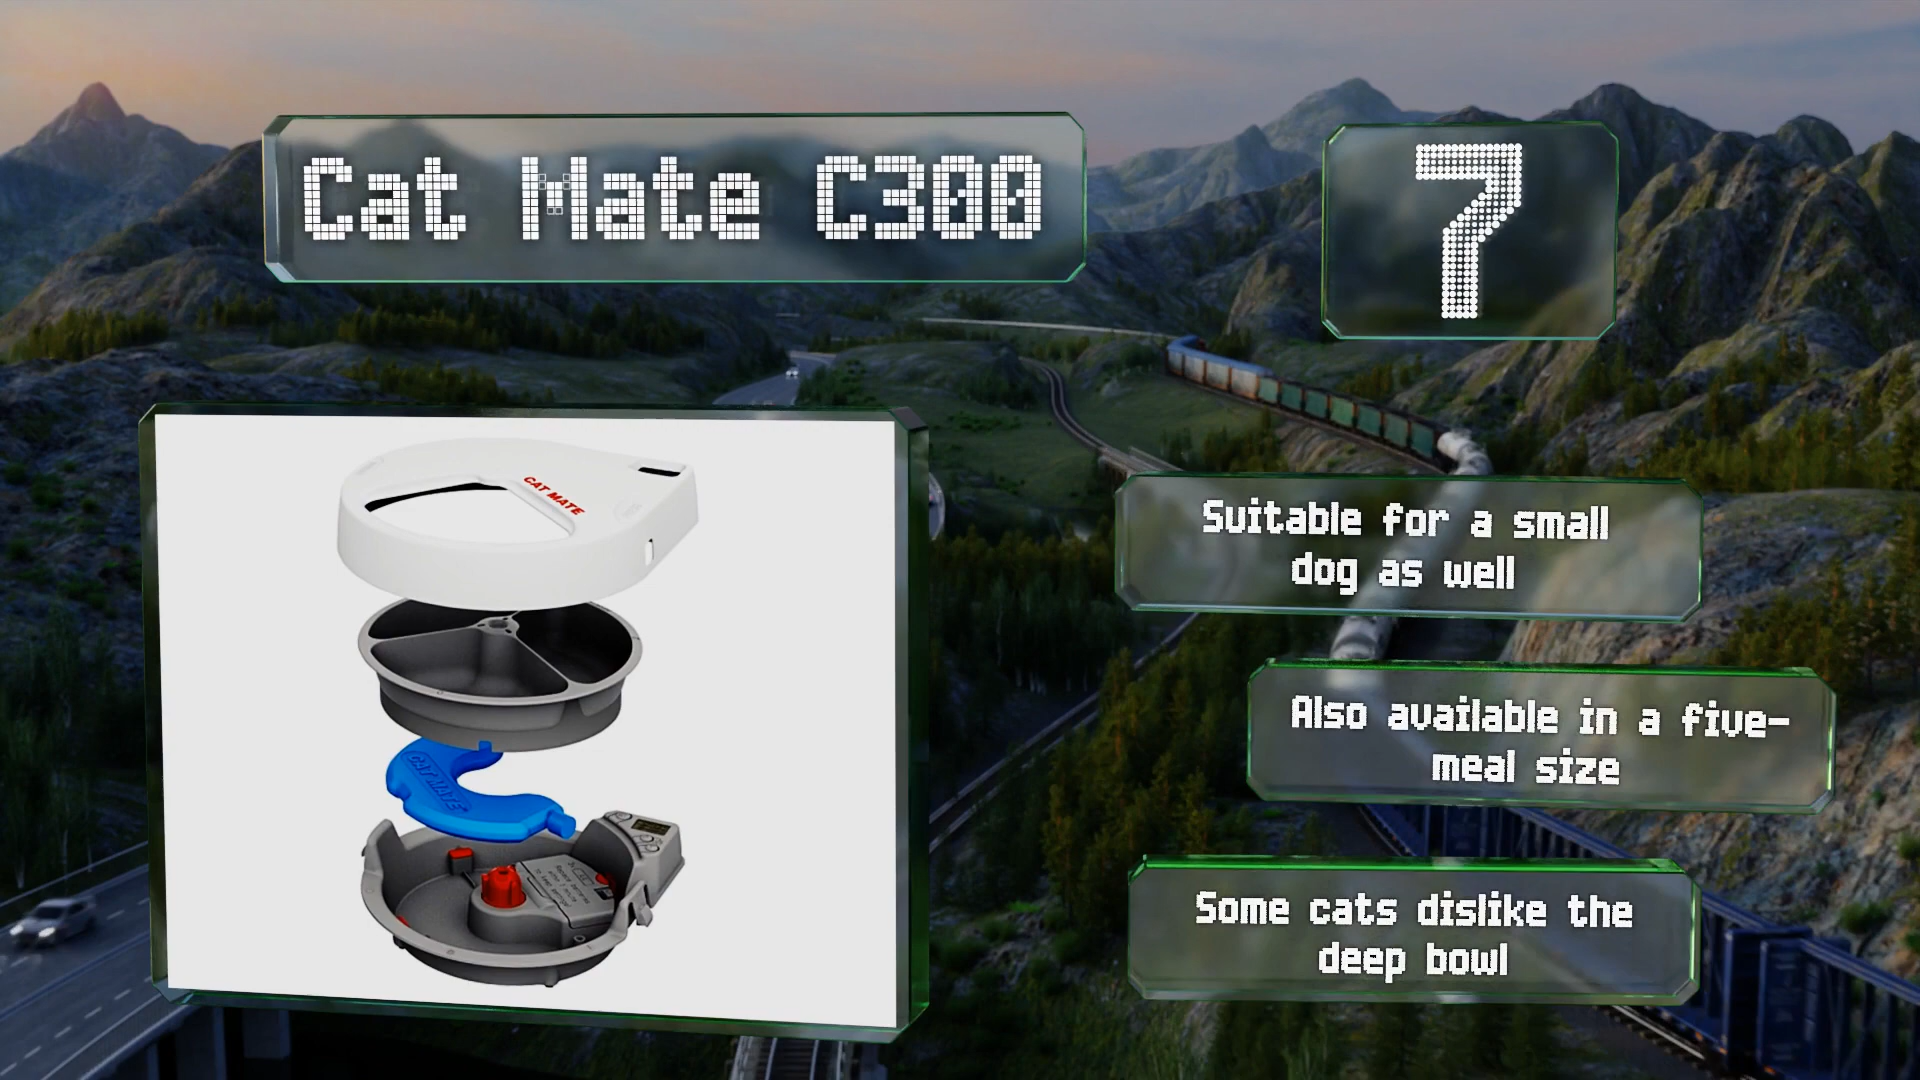 Cat Mate C300
7
CAT MATE
CAT MATE
Suitable for a small
dog as well
Also available in a five-
meal size
Some cats dislike the
deep bowl